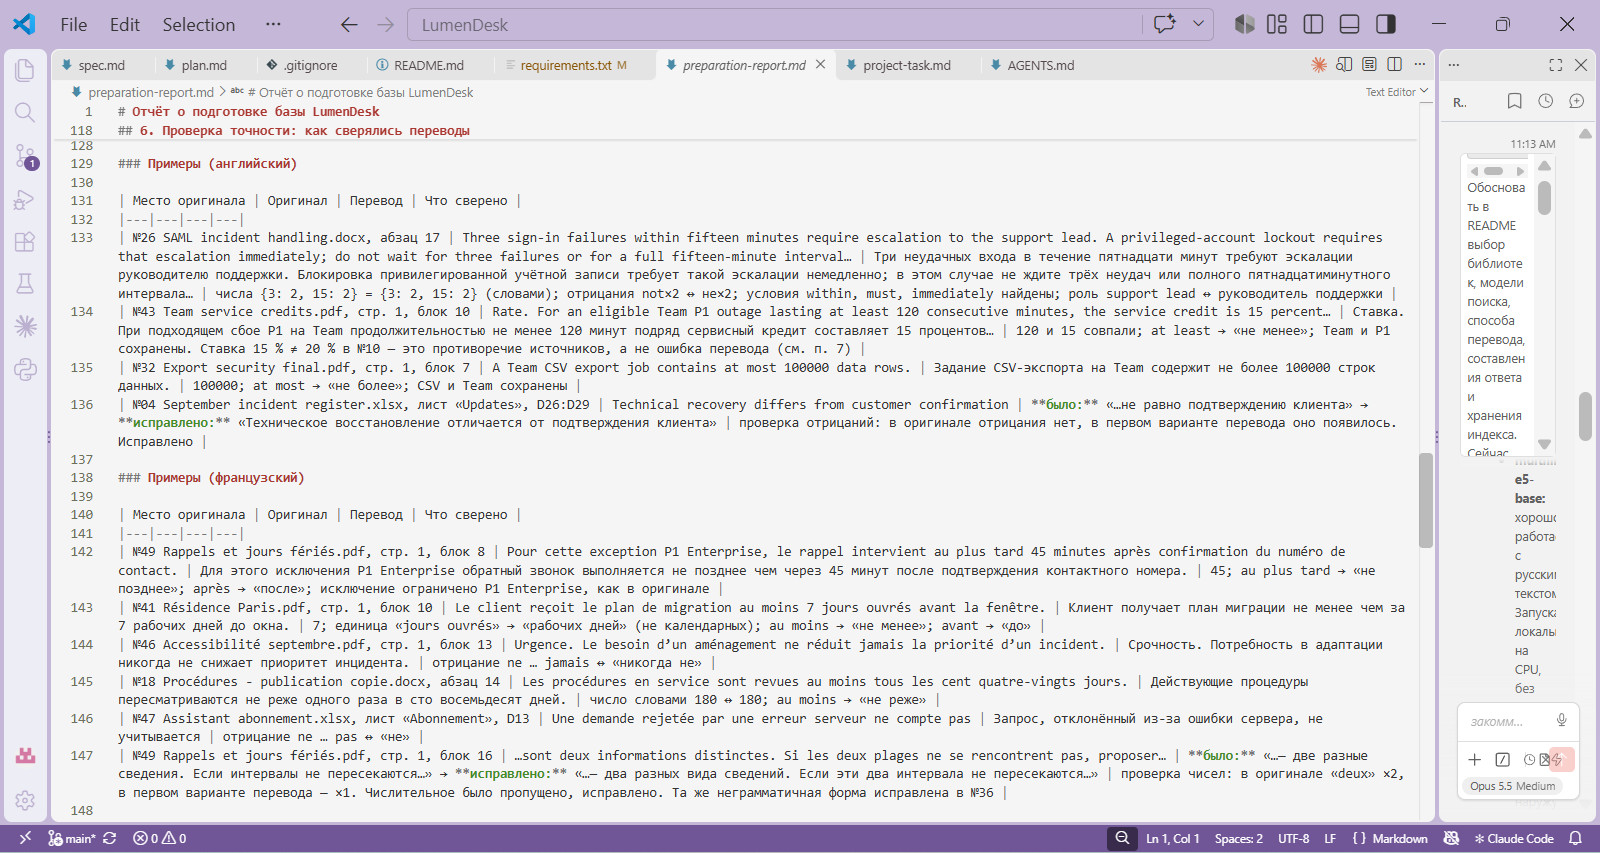 File Edit Selection ··· LumenDesk
spec.md plan.md .gitignore README.md requirements.txt M preparation-report.md project-task.md AGENTS.md
preparation-report.md > abc # Отчёт о подготовке базы LumenDesk Text Editor
1 # Отчёт о подготовке базы LumenDesk
118 ## 6. Проверка точности: как сверялись переводы
128
129 ### Примеры (английский)
130
131 | Место оригинала | Оригинал | Перевод | Что сверено |
132 |---|---|---|---|
133 | №26 SAML incident handling.docx, абзац 17 | Three sign-in failures within fifteen minutes require escalation to the support lead. A privileged-account lockout requires
that escalation immediately; do not wait for three failures or for a full fifteen-minute interval… | Три неудачных входа в течение пятнадцати минут требуют эскалации
руководителю поддержки. Блокировка привилегированной учётной записи требует такой эскалации немедленно; в этом случае не ждите трёх неудач или полного пятнадцатиминутного
интервала… | числа {3: 2, 15: 2} = {3: 2, 15: 2} (словами); отрицания not×2 ↔ не×2; условия within, must, immediately найдены; роль support lead ↔ руководитель поддержки |
134 | №43 Team service credits.pdf, стр. 1, блок 10 | Rate. For an eligible Team P1 outage lasting at least 120 consecutive minutes, the service credit is 15 percent… | Ставка.
При подходящем сбое P1 на Team продолжительностью не менее 120 минут подряд сервисный кредит составляет 15 процентов… | 120 и 15 совпали; at least → «не менее»; Team и P1
сохранены. Ставка 15 % ≠ 20 % в №10 — это противоречие источников, а не ошибка перевода (см. п. 7) |
135 | №32 Export security final.pdf, стр. 1, блок 7 | A Team CSV export job contains at most 100000 data rows. | Задание CSV-экспорта на Team содержит не более 100000 строк
данных. | 100000; at most → «не более»; CSV и Team сохранены |
136 | №04 September incident register.xlsx, лист «Updates», D26:D29 | Technical recovery differs from customer confirmation | **было:** «…не равно подтверждению клиента» →
**исправлено:** «Техническое восстановление отличается от подтверждения клиента» | проверка отрицаний: в оригинале отрицания нет, в первом варианте перевода оно появилось.
Исправлено |
137
138 ### Примеры (французский)
139
140 | Место оригинала | Оригинал | Перевод | Что сверено |
141 |---|---|---|---|
142 | №49 Rappels et jours fériés.pdf, стр. 1, блок 8 | Pour cette exception P1 Enterprise, le rappel intervient au plus tard 45 minutes après confirmation du numéro de
contact. | Для этого исключения P1 Enterprise обратный звонок выполняется не позднее чем через 45 минут после подтверждения контактного номера. | 45; au plus tard → «не
позднее»; après → «после»; исключение ограничено P1 Enterprise, как в оригинале |
143 | №41 Résidence Paris.pdf, стр. 1, блок 10 | Le client reçoit le plan de migration au moins 7 jours ouvrés avant la fenêtre. | Клиент получает план миграции не менее чем за
7 рабочих дней до окна. | 7; единица «jours ouvrés» → «рабочих дней» (не календарных); au moins → «не менее»; avant → «до» |
144 | №46 Accessibilité septembre.pdf, стр. 1, блок 13 | Urgence. Le besoin d’un aménagement ne réduit jamais la priorité d’un incident. | Срочность. Потребность в адаптации
никогда не снижает приоритет инцидента. | отрицание ne … jamais ↔ «никогда не» |
145 | №18 Procédures - publication copie.docx, абзац 14 | Les procédures en service sont revues au moins tous les cent quatre-vingts jours. | Действующие процедуры
пересматриваются не реже одного раза в сто восемьдесят дней. | число словами 180 ↔ 180; au moins → «не реже» |
146 | №47 Assistant abonnement.xlsx, лист «Abonnement», D13 | Une demande rejetée par une erreur serveur ne compte pas | Запрос, отклонённый из-за ошибки сервера, не
учитывается | отрицание ne … pas ↔ «не» |
147 | №49 Rappels et jours fériés.pdf, стр. 1, блок 16 | …sont deux informations distinctes. Si les deux plages ne se rencontrent pas, proposer… | **было:** «…— две разные
сведения. Если интервалы не пересекаются…» → **исправлено:** «…— два разных вида сведений. Если эти два интервала не пересекаются…» | проверка чисел: в оригинале «deux» ×2,
в первом варианте перевода — ×1. Числительное было пропущено, исправлено. Та же неграмматичная форма исправлена в №36 |
148
R..
11:13 AM
Обоснова
ть в
README
выбор
библиоте
к, модели
поиска,
способа
перевода,
составлен
ия ответа
и
хранения
индекса.
Сейчас
e5-
base:
хорошо
работа
с
русским
текстом
Запуска
локаль
на
CPU,
без
закомм...
Opus 5.5 Medium
1
main* 0 0 Ln 1, Col 1 Spaces: 2 UTF-8 LF { } Markdown Claude Code